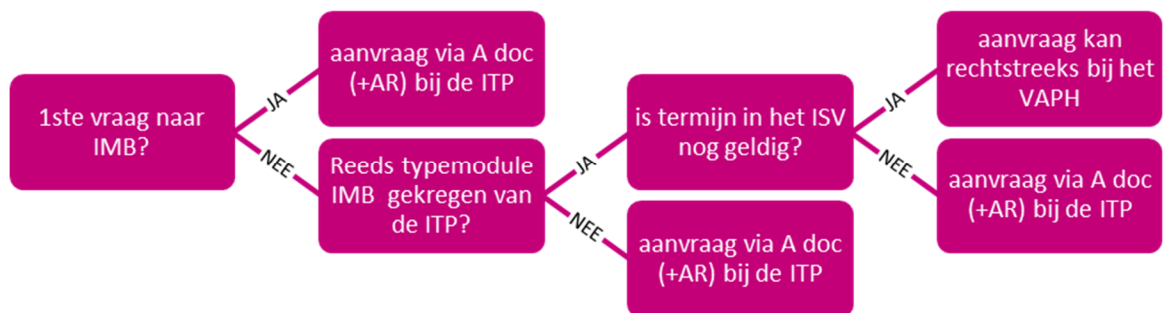 1ste vraag naar
IMB?
JA
aanvraag via A doc
(+AR) bij de ITP
NEE
Reeds typemodule
IMB gekregen van
de ITP?
JA
is termijn in het ISV
nog geldig?
JA
aanvraag kan
rechtstreeks bij het
VAPH
NEE
aanvraag via A doc
(+AR) bij de ITP
NEE
aanvraag via A doc
(+AR) bij de ITP